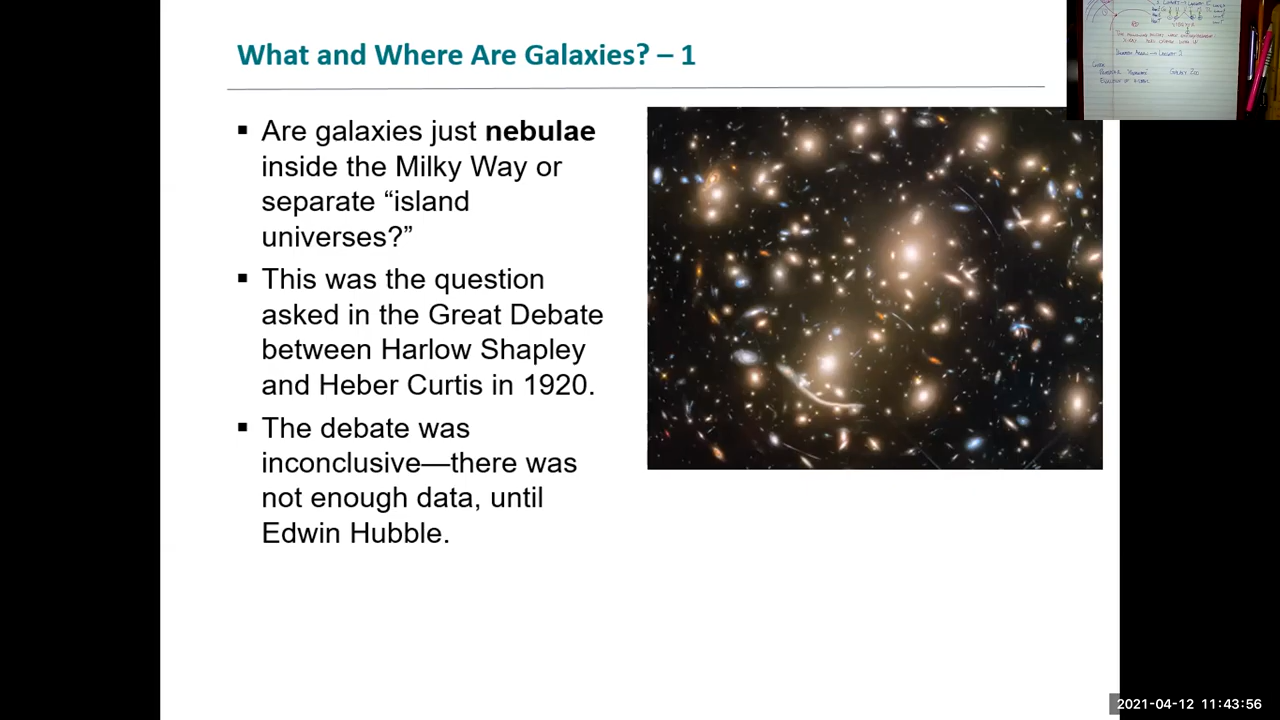 What and Where Are Galaxies? – 1
▪ Are galaxies just nebulae
inside the Milky Way or
separate “island
universes?”
▪ This was the question
asked in the Great Debate
between Harlow Shapley
and Heber Curtis in 1920.
▪ The debate was
inconclusive—there was
not enough data, until
Edwin Hubble.
Galaxy Zoo
2021-04-12 11:43:56